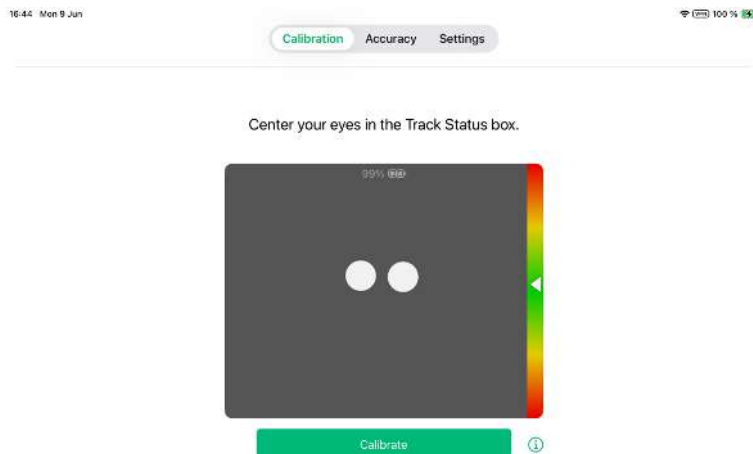 16:44 Mon 9 Jun
100 %
Calibration Accuracy Settings
Center your eyes in the Track Status box.
99%
Calibrate